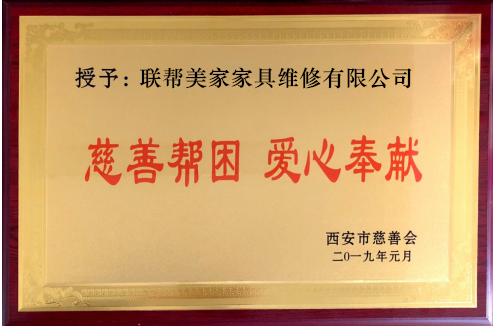 授予：联帮美家家具维修有限公司
慈善帮困 爱心奉献
西安市慈善会
二0一九年元月